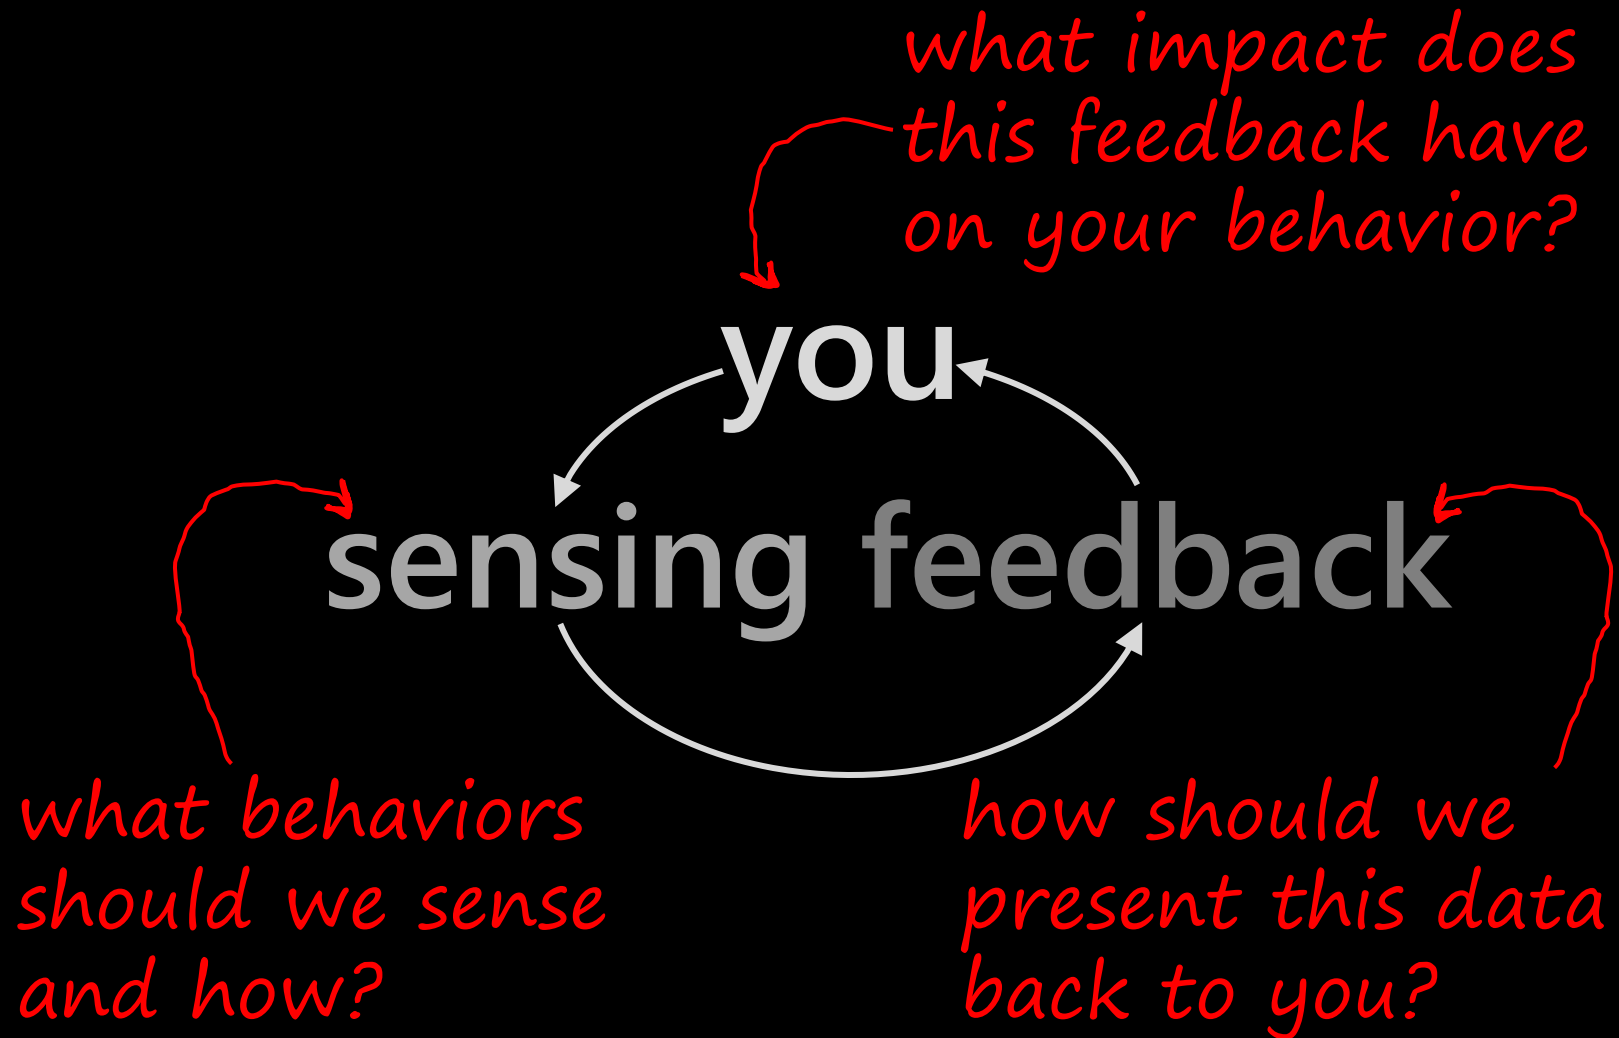 what impact does
this feedback have
on your behavior?
you
sensing feedback
what behaviors
should we sense
and how?
how should we
present this data
back to you?